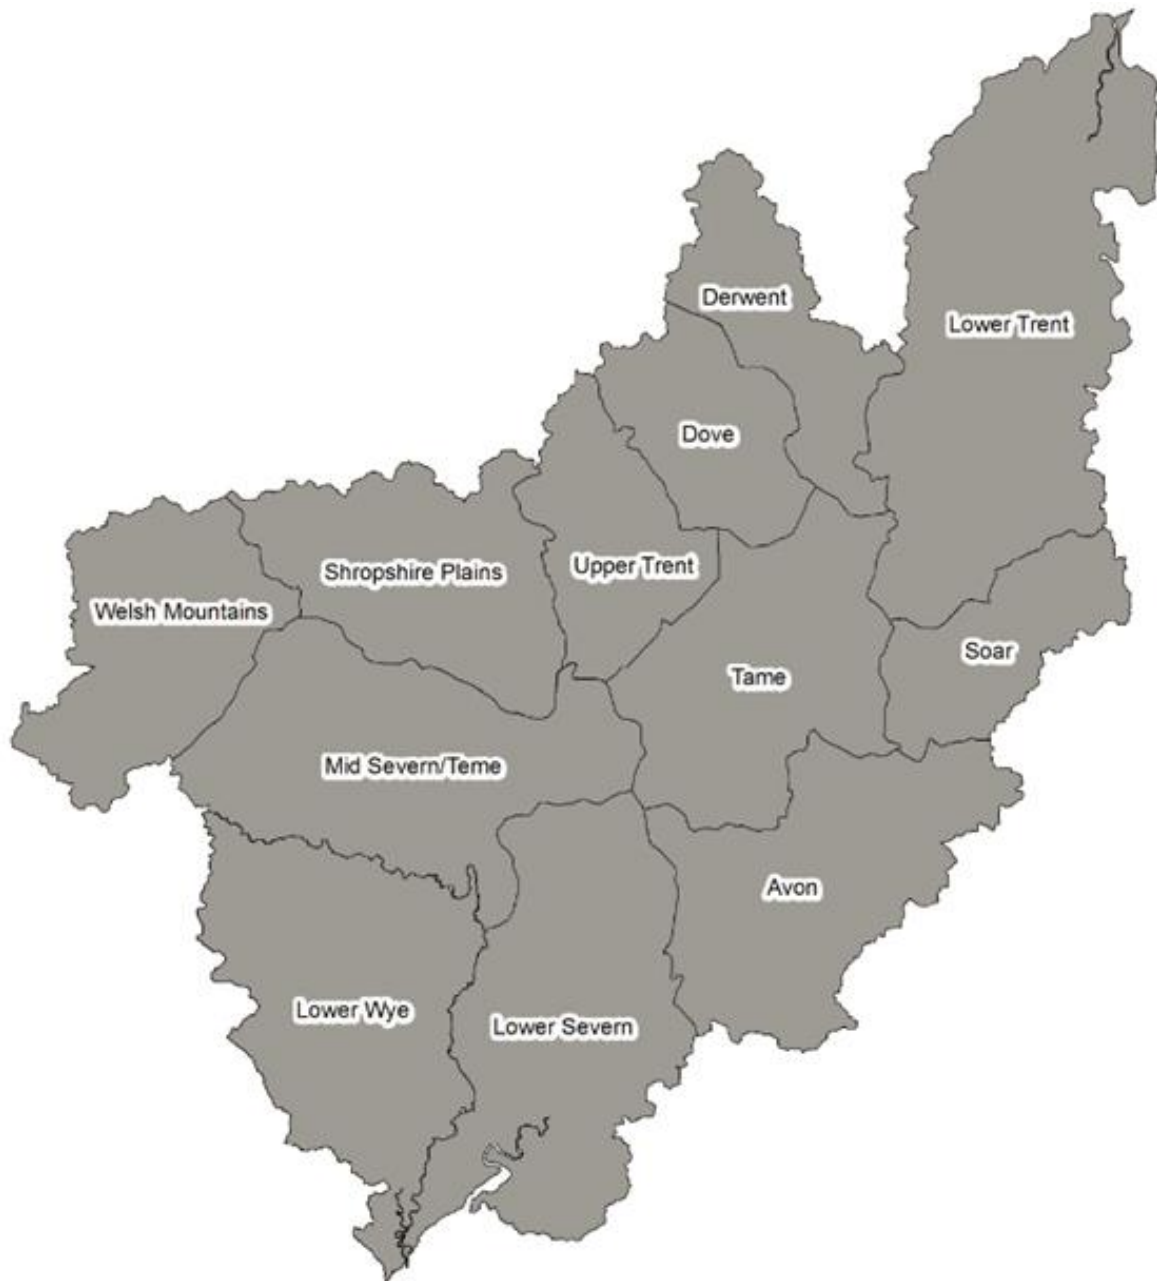 Derwent
Lower Trent
Dove
Upper Trent
Shropshire Plains
Welsh Mountains
Soar
Tame
Mid Severn/Teme
Avon
Lower Wye
Lower Severn